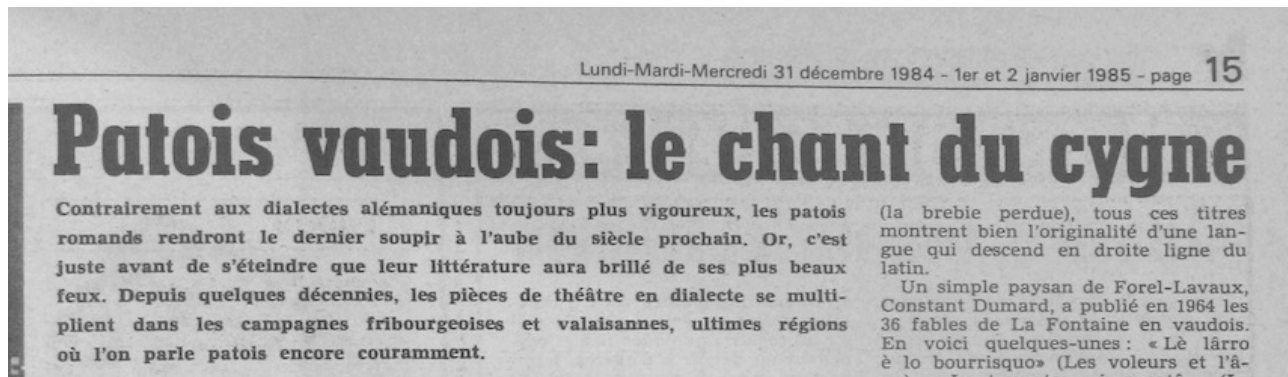 Lundi-Mardi-Mercredi 31 décembre 1984 - 1er et 2 janvier 1985 - page 15
Patois vaudois: le chant du cygne
Contrairement aux dialectes alémaniques toujours plus vigoureux, les patois
romands rendront le dernier soupir à l'aube du siècle prochain. Or, c'est
juste avant de s'éteindre que leur littérature aura brillé de ses plus beaux
feux. Depuis quelques décennies, les pièces de théâtre en dialecte se multi-
plient dans les campagnes fribourgeoises et valaisannes, ultimes régions
où l'on parle patois encore couramment.
(la brebie perdue), tous ces titres
montrent bien l'originalité d'une lan-
gue qui descend en droite ligne du
latin.
Un simple paysan de Forel-Lavaux,
Constant Dumard, a publié en 1964 les
36 fables de La Fontaine en vaudois.
En voici quelques-unes : « Lè lârro
è lo bourrisquo» (Les voleurs et l'â-